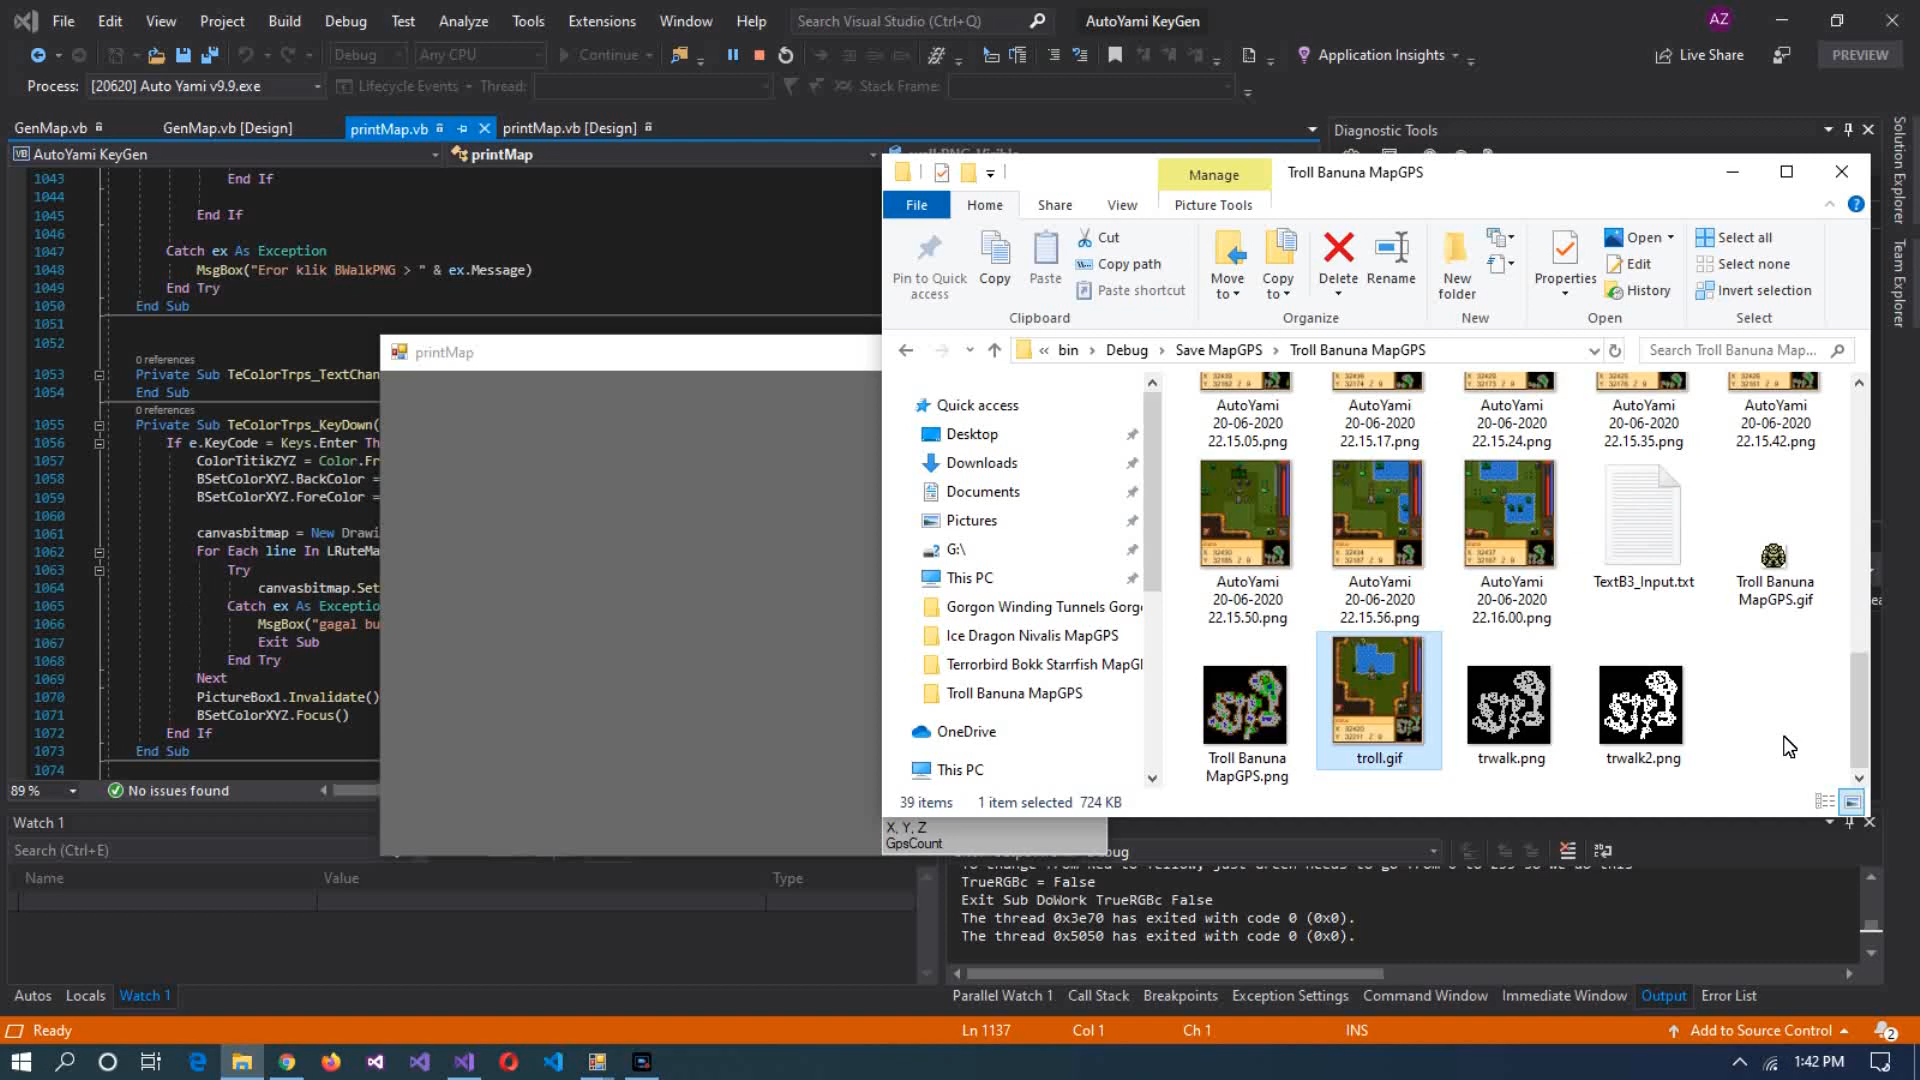 File Edit View Project Build Debug Test Analyze Tools Extensions Window Help Search Visual Studio (Ctrl+Q) AutoYami KeyGen AZ
Debug Any CPU Continue Application Insights Live Share PREVIEW
Process: [20620] Auto Yami v9.9.exe Lifecycle Events Thread: Stack Frame:
GenMap.vb GenMap.vb [Design] printMap.vb printMap.vb [Design] Diagnostic Tools
AutoYami KeyGen printMap
1043 End If
1044
1045 End If
1046
1047 Catch ex As Exception
1048 MsgBox("Eror klik BWalkPNG > " & ex.Message)
1049 End Try
1050 End Sub
1051
1052
0 references
1053 Private Sub TeColorTrps_TextChan
1054 End Sub
0 references
1055 Private Sub TeColorTrps_KeyDown(
1056 If e.KeyCode = Keys.Enter Th
1057 ColorTitikZYZ = Color.Fr
1058 BSetColorXYZ.BackColor =
1059 BSetColorXYZ.ForeColor =
1060
1061 canvasbitmap = New Drawi
1062 For Each line In LRuteMa
1063 Try
1064 canvasbitmap.Set
1065 Catch ex As Exceptio
1066 MsgBox("gagal bu
1067 Exit Sub
1068 End Try
1069 Next
1070 PictureBox1.Invalidate()
1071 BSetColorXYZ.Focus()
1072 End If
1073 End Sub
1074
89 % No issues found
printMap
Manage Troll Banuna MapGPS
File Home Share View Picture Tools
Pin to Quick access Copy Paste Cut
Copy path
Paste shortcut
Move to Copy to Delete Rename New folder Properties Open
Edit
History
Select all
Select none
Invert selection
Clipboard Organize New Open Select
« bin Debug Save MapGPS Troll Banuna MapGPS Search Troll Banuna Map...
Quick access
Desktop
Downloads
Documents
Pictures
G:\
This PC
Gorgon Winding Tunnels Gorg
Ice Dragon Nivalis MapGPS
Terrorbird Bokk Starrfish MapG
Troll Banuna MapGPS
OneDrive
This PC
AutoYami 20-06-2020 22.15.05.png
AutoYami 20-06-2020 22.15.17.png
AutoYami 20-06-2020 22.15.24.png
AutoYami 20-06-2020 22.15.35.png
AutoYami 20-06-2020 22.15.42.png
AutoYami 20-06-2020 22.15.50.png
AutoYami 20-06-2020 22.15.56.png
AutoYami 20-06-2020 22.16.00.png
TextB3_Input.txt
Troll Banuna MapGPS.gif
Troll Banuna MapGPS.png
troll.gif
trwalk.png
trwalk2.png
39 items 1 item selected 724 KB
X, Y, Z
GpsCount
Watch 1
Search (Ctrl+E)
Name Value Type
TrueRGBc = False
Exit Sub DoWork TrueRGBc False
The thread 0x3e70 has exited with code 0 (0x0).
The thread 0x5050 has exited with code 0 (0x0).
Autos Locals Watch 1
Parallel Watch 1 Call Stack Breakpoints Exception Settings Command Window Immediate Window Output Error List
Solution Explorer
Team Explorer
Ready Ln 1137 Col 1 Ch 1 INS Add to Source Control 2
1:42 PM